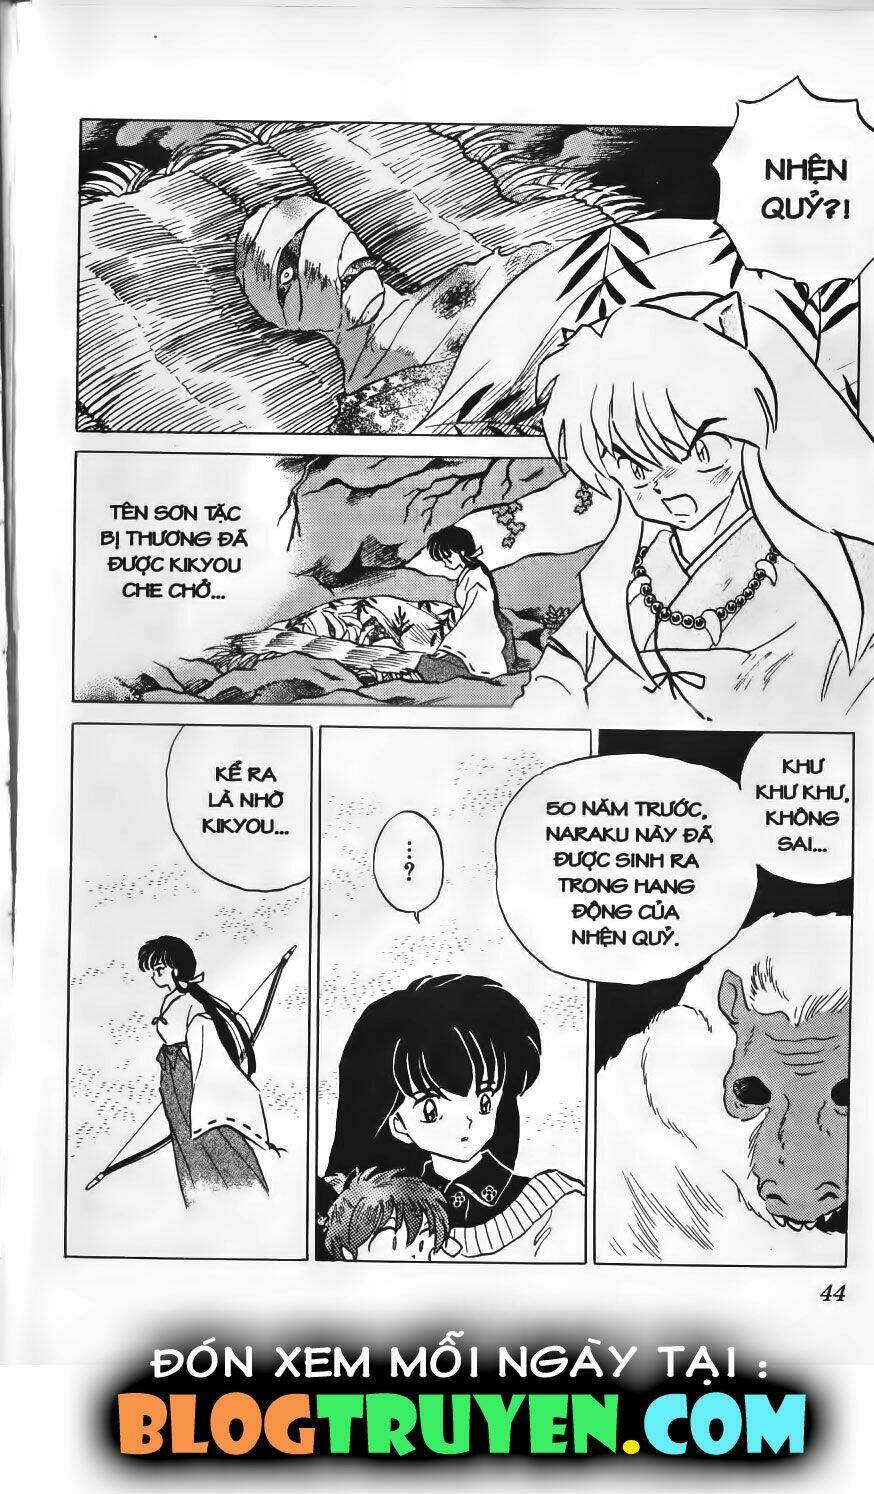 NHỆN
QUỶ?!
TÊN SƠN TẶC
BỊ THƯƠNG ĐÃ
ĐƯỢC KIKYOU
CHE CHỞ...
KHƯ
KHƯ KHƯ,
KHÔNG
SAI...
50 NĂM TRƯỚC,
NARAKU NÀY ĐÃ
ĐƯỢC SINH RA
TRONG HANG
ĐỘNG CỦA
NHỆN QUỶ.
...?
KỂ RA
LÀ NHỜ
KIKYOU...
44
ĐÓN XEM MỖI NGÀY TẠI :
BLOGTRUYEN.COM